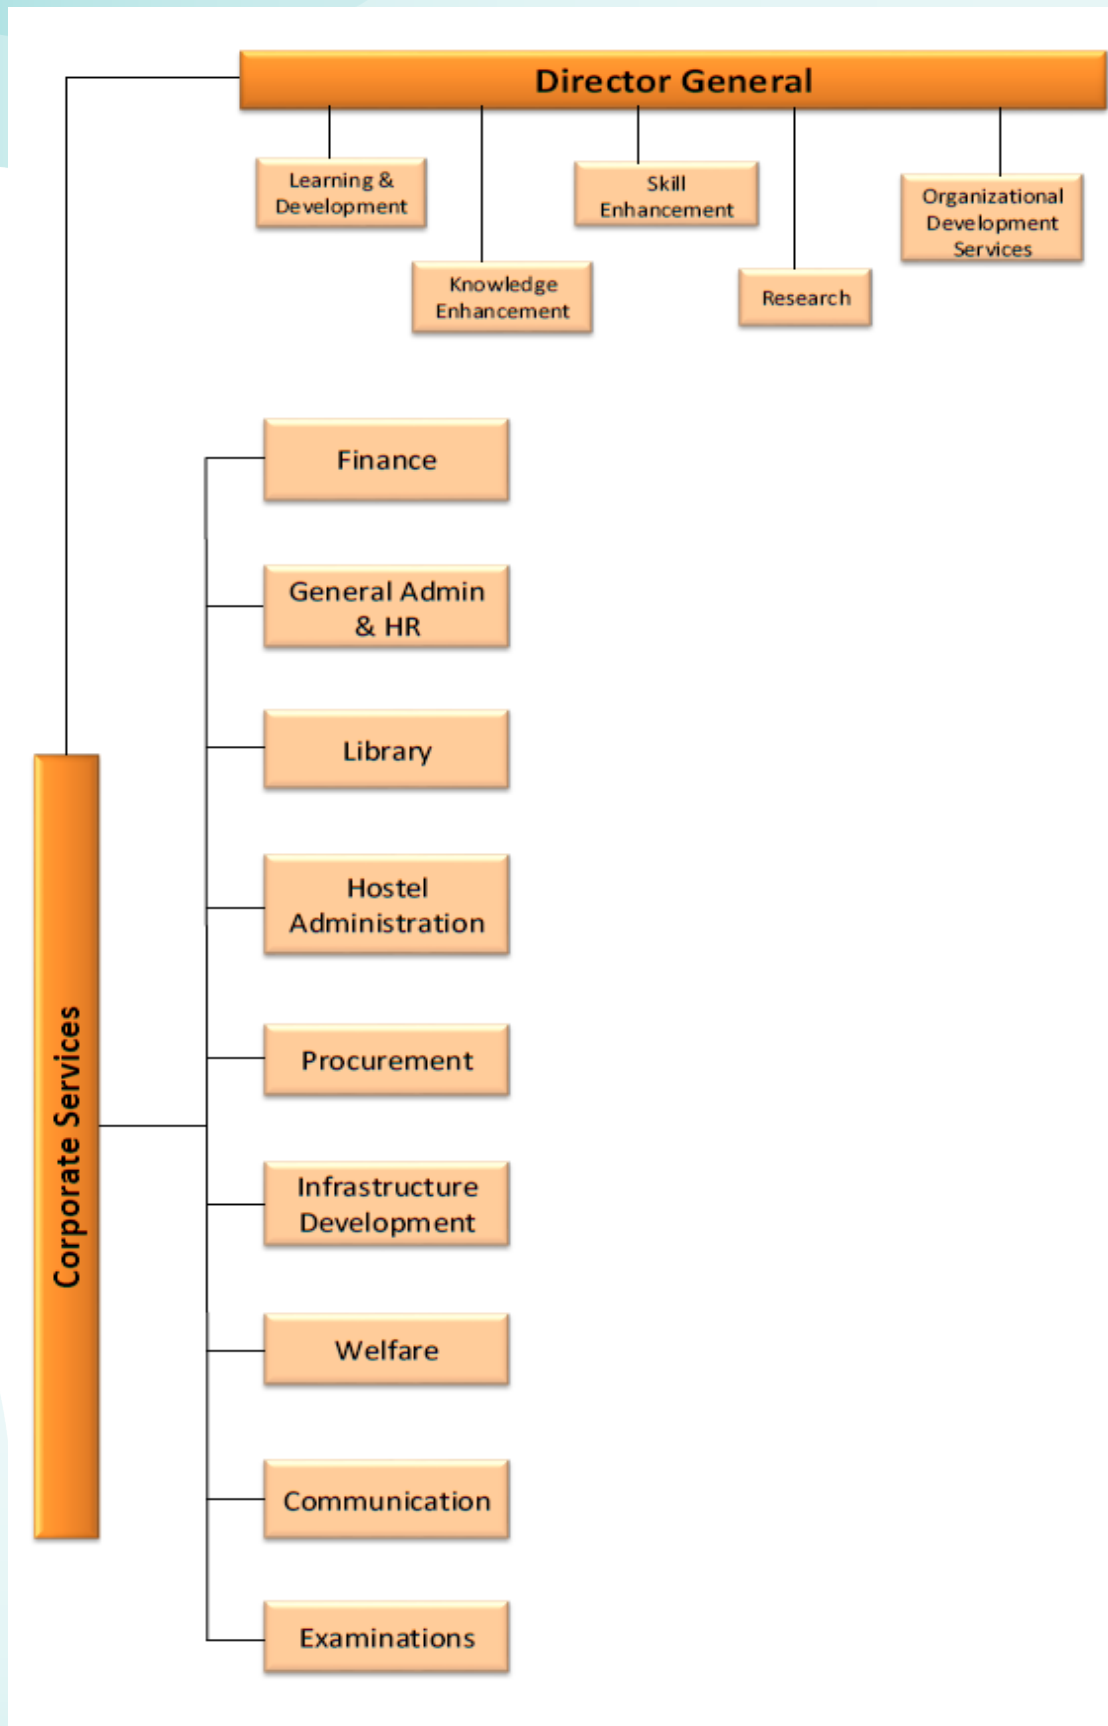 Director General
Learning &
Development
Skill
Enhancement
Organizational
Development
Services
Knowledge
Enhancement
Research
Corporate Services
Finance
General Admin
& HR
Library
Hostel
Administration
Procurement
Infrastructure
Development
Welfare
Communication
Examinations